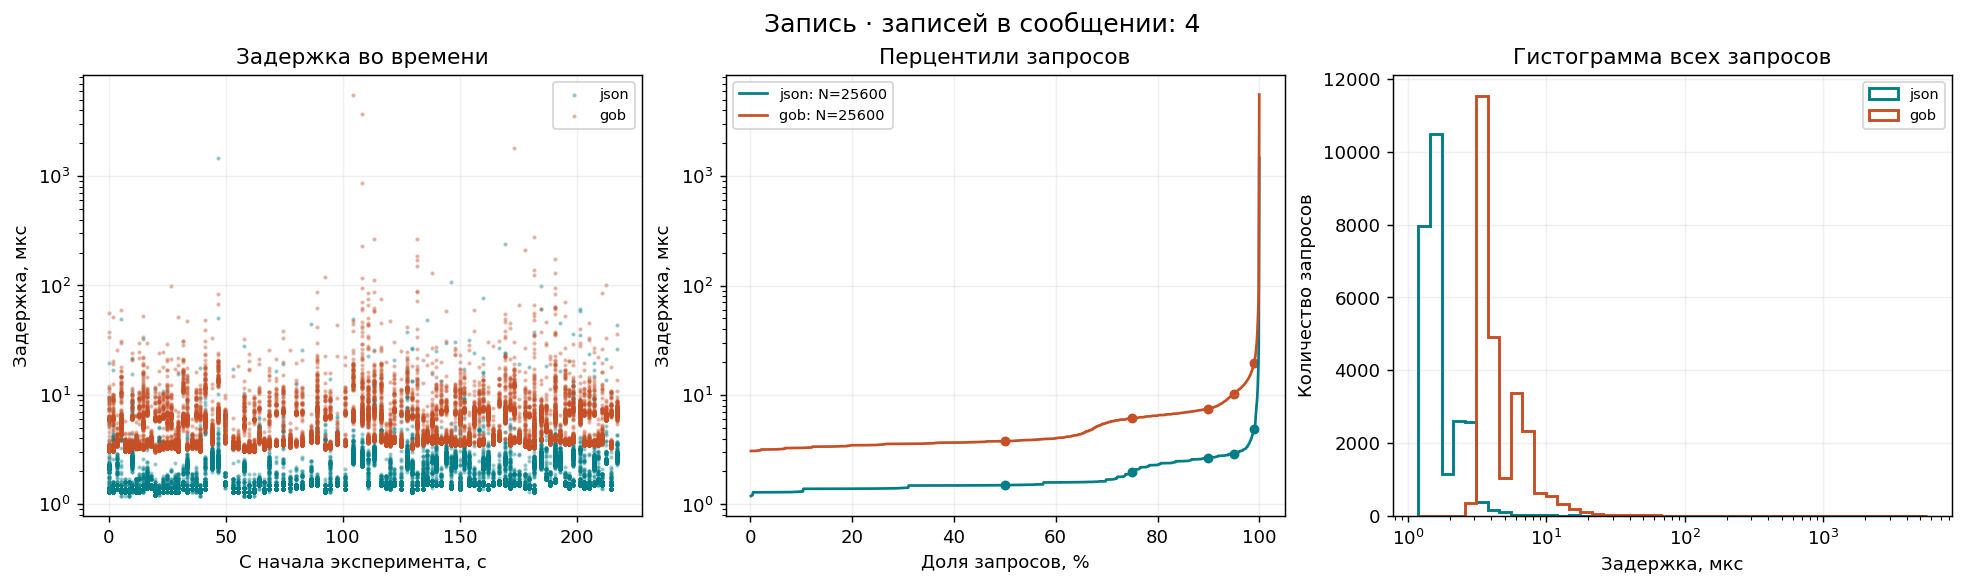 Запись · записей в сообщении: 4
Задержка во времени
Задержка, мкс
10³
10²
10¹
10⁰
json
gob
0
50
100
150
200
С начала эксперимента, с
Перцентили запросов
Задержка, мкс
10³
10²
10¹
10⁰
json: N=25600
gob: N=25600
0
20
40
60
80
100
Доля запросов, %
Гистограмма всех запросов
Количество запросов
12000
10000
8000
6000
4000
2000
0
json
gob
10⁰
10¹
10²
10³
Задержка, мкс